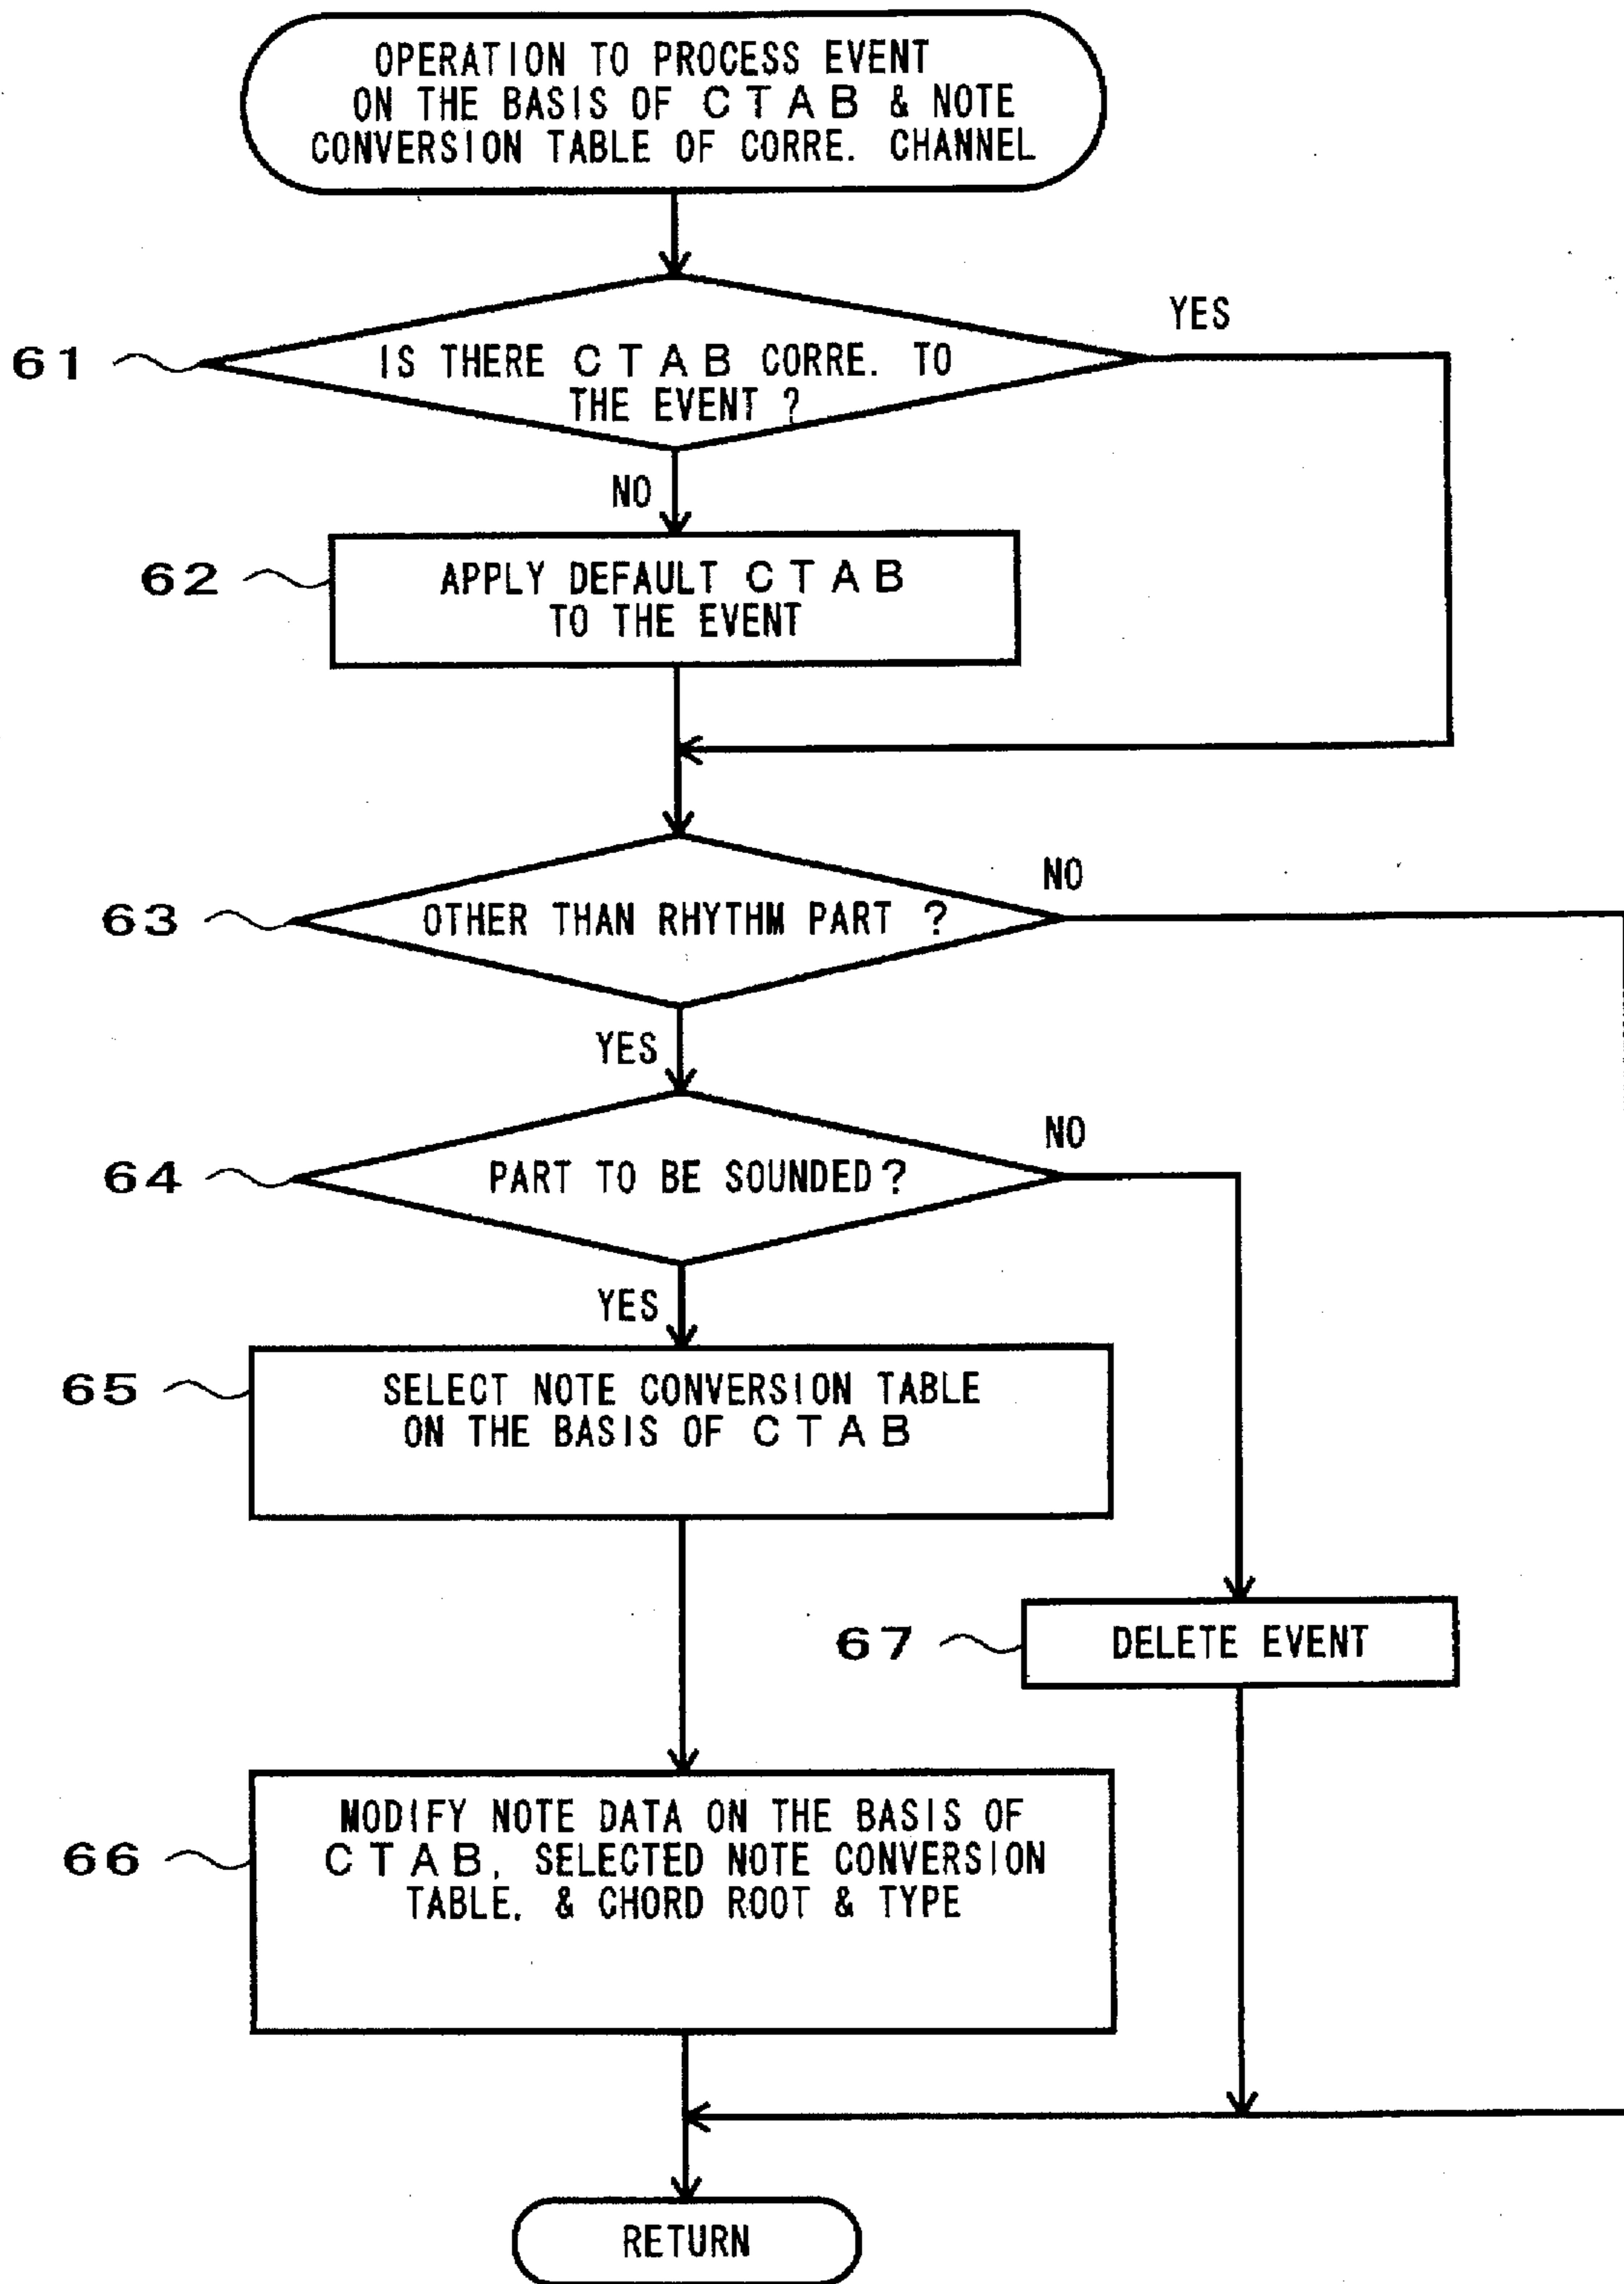 OPERATION TO PROCESS EVENT
ON THE BASIS OF CTAB & NOTE
CONVERSION TABLE OF CORRE. CHANNEL
YES
61
IS THERE CTAB CORRE. TO
THE EVENT ?
NO
62
APPLY DEFAULT CTAB
TO THE EVENT
NO
63
OTHER THAN RHYTHM PART ?
YES
NO
64
PART TO BE SOUNDED?
YES
65
SELECT NOTE CONVERSION TABLE
ON THE BASIS OF CTAB
67
DELETE EVENT
66
MODIFY NOTE DATA ON THE BASIS OF
CTAB, SELECTED NOTE CONVERSION
TABLE, & CHORD ROOT & TYPE
RETURN